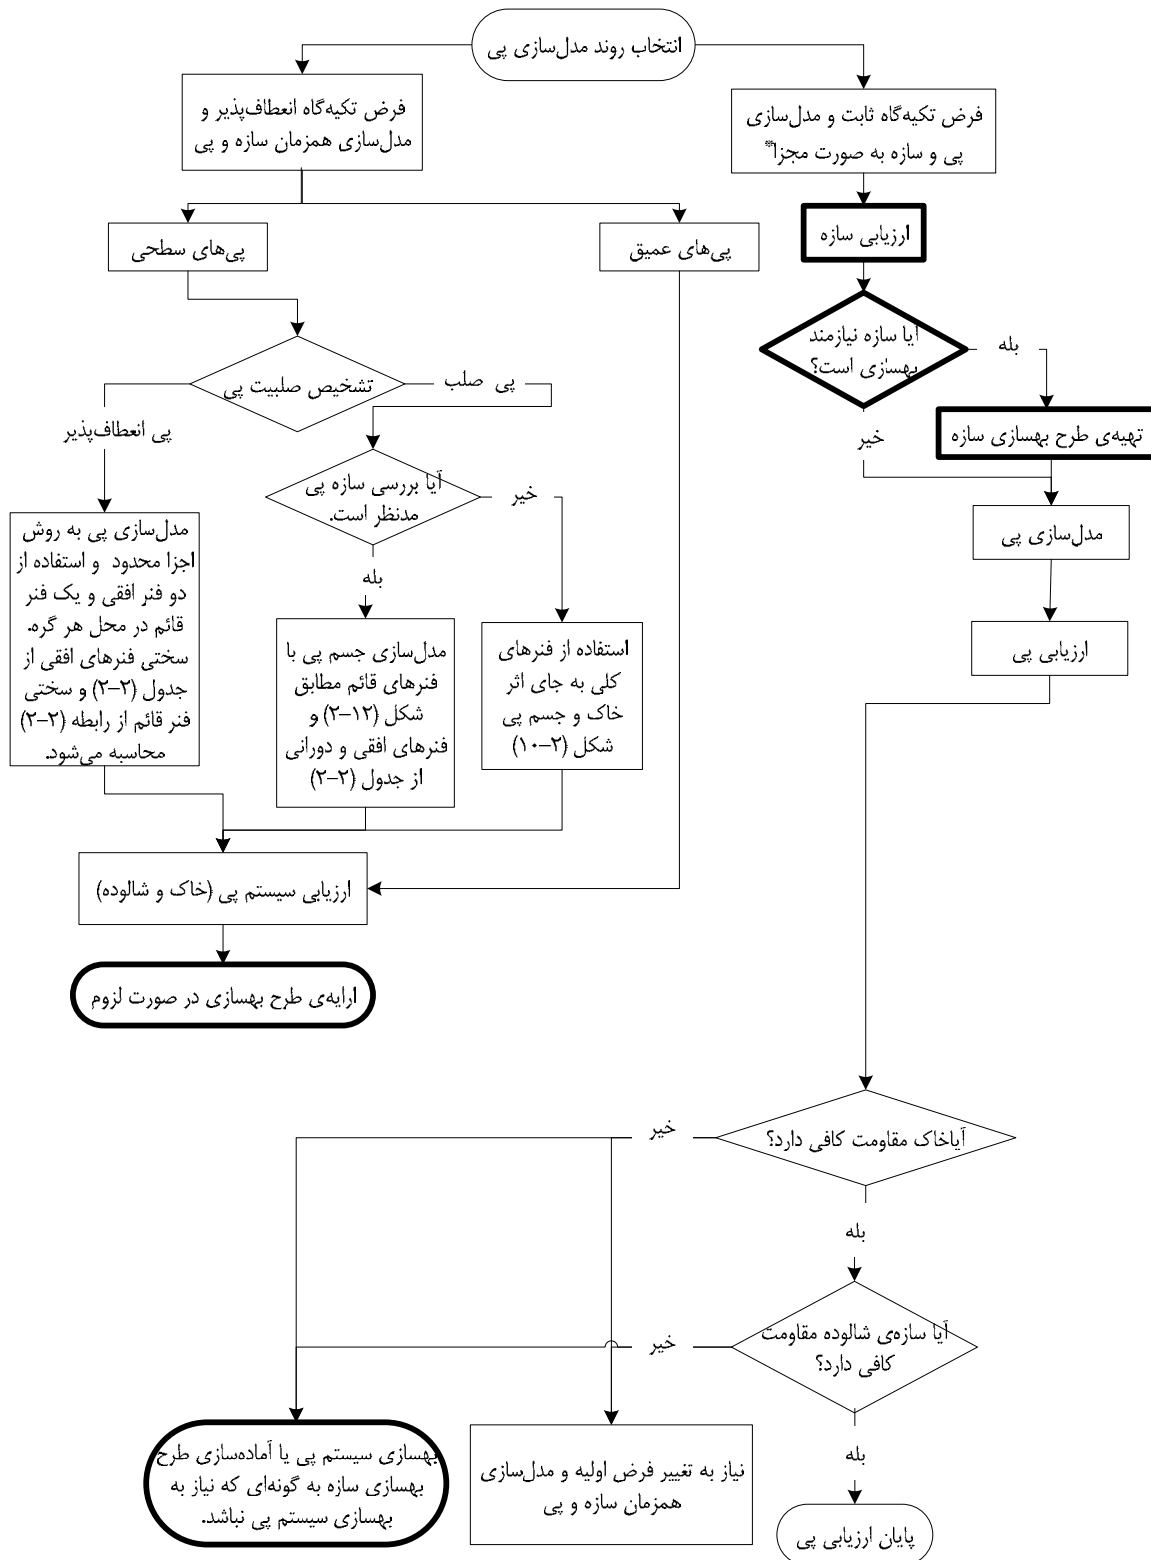 انتخاب روند مدل‌سازی پی
فرض تکیه‌گاه ثابت و مدل‌سازی
پی و سازه به صورت مجزا*
ارزیابی سازه
آیا سازه نیازمند
بهسازی است؟
بله
خیر
تهیه‌ی طرح بهسازی سازه
مدل‌سازی پی
ارزیابی پی
فرض تکیه‌گاه انعطاف‌پذیر و
مدل‌سازی همزمان سازه و پی
پی‌های عمیق
پی‌های سطحی
تشخیص صلبیت پی
پی صلب
پی انعطاف‌پذیر
آیا بررسی سازه پی
مدنظر است.
خیر
بله
استفاده از فنرهای
کلی به جای اثر
خاک و جسم پی
شکل (۲-۱۰)
مدل‌سازی جسم پی با
فنرهای قائم مطابق
شکل (۲-۱۲) و
فنرهای افقی و دورانی
از جدول (۲-۲)
مدل‌سازی پی به روش
اجزا محدود و استفاده از
دو فنر افقی و یک فنر
قائم در محل هر گره.
سختی فنرهای افقی از
جدول (۲-۲) و سختی
فنر قائم از رابطه (۲-۲)
محاسبه می‌شود.
ارزیابی سیستم پی (خاک و شالوده)
ارایه‌ی طرح بهسازی در صورت لزوم
آیاخاک مقاومت کافی دارد؟
خیر
بله
آیا سازه‌ی شالوده مقاومت
کافی دارد؟
خیر
بله
پایان ارزیابی پی
نیاز به تغییر فرض اولیه و مدل‌سازی
همزمان سازه و پی
بهسازی سیستم پی یا آماده‌سازی طرح
بهسازی سازه به گونه‌ای که نیاز به
بهسازی سیستم پی نباشد.